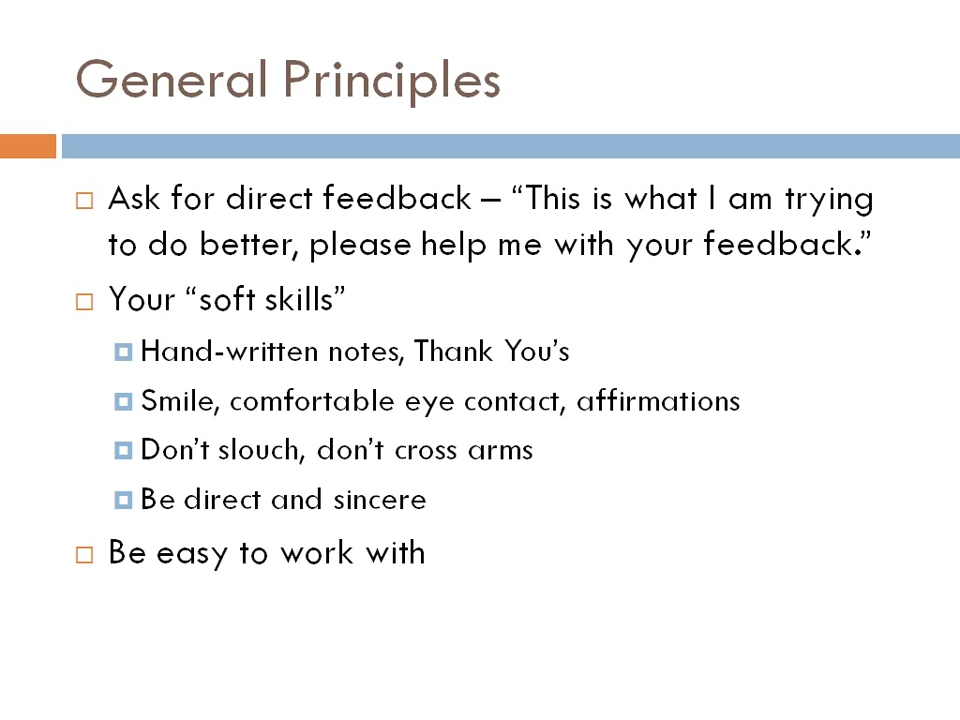 General Principles
Ask for direct feedback – “This is what I am trying
to do better, please help me with your feedback.”
Your “soft skills”
Hand-written notes, Thank You’s
Smile, comfortable eye contact, affirmations
Don’t slouch, don’t cross arms
Be direct and sincere
Be easy to work with